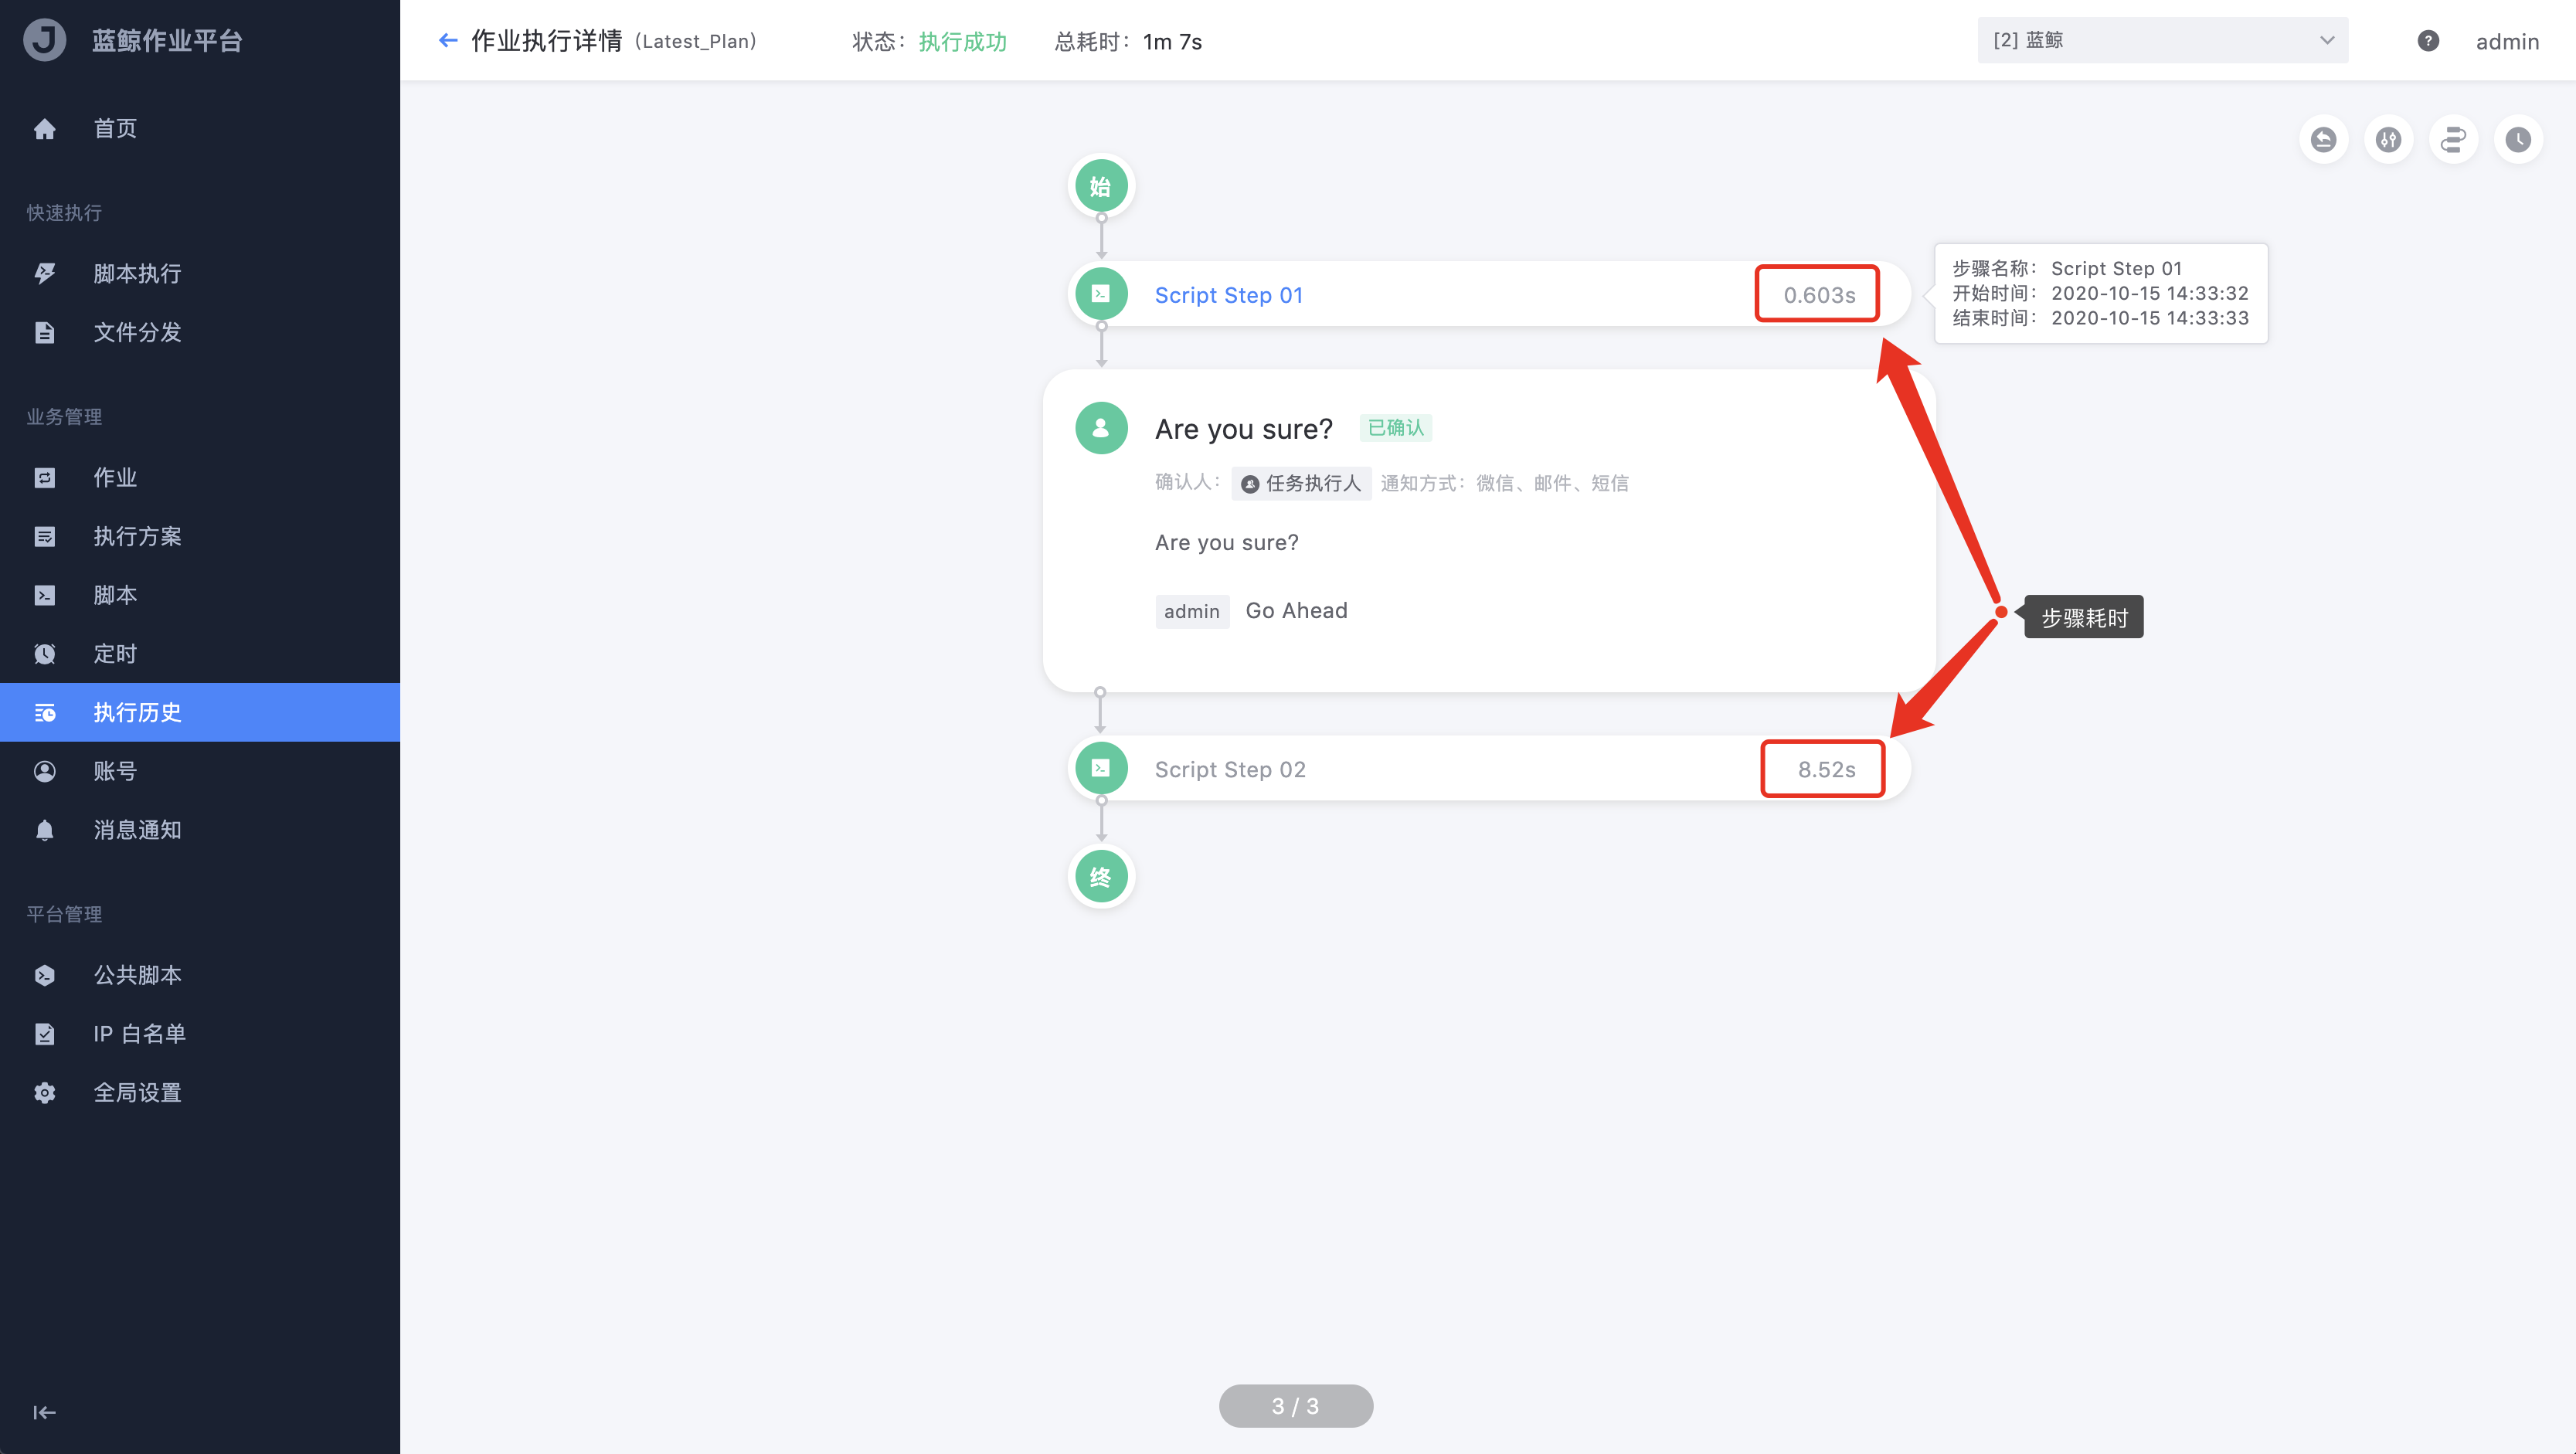 蓝鲸作业平台
首页
快速执行
脚本执行
文件分发
业务管理
作业
执行方案
脚本
定时
执行历史
账号
消息通知
平台管理
公共脚本
IP 白名单
全局设置
作业执行详情 (Latest_Plan) 状态: 执行成功 总耗时: 1m 7s
[2] 蓝鲸
admin
始
Script Step 01 0.603s
步骤名称: Script Step 01
开始时间: 2020-10-15 14:33:32
结束时间: 2020-10-15 14:33:33
Are you sure? 已确认
确认人: 任务执行人 通知方式: 微信、邮件、短信
Are you sure?
admin Go Ahead
步骤耗时
Script Step 02 8.52s
终
3 / 3